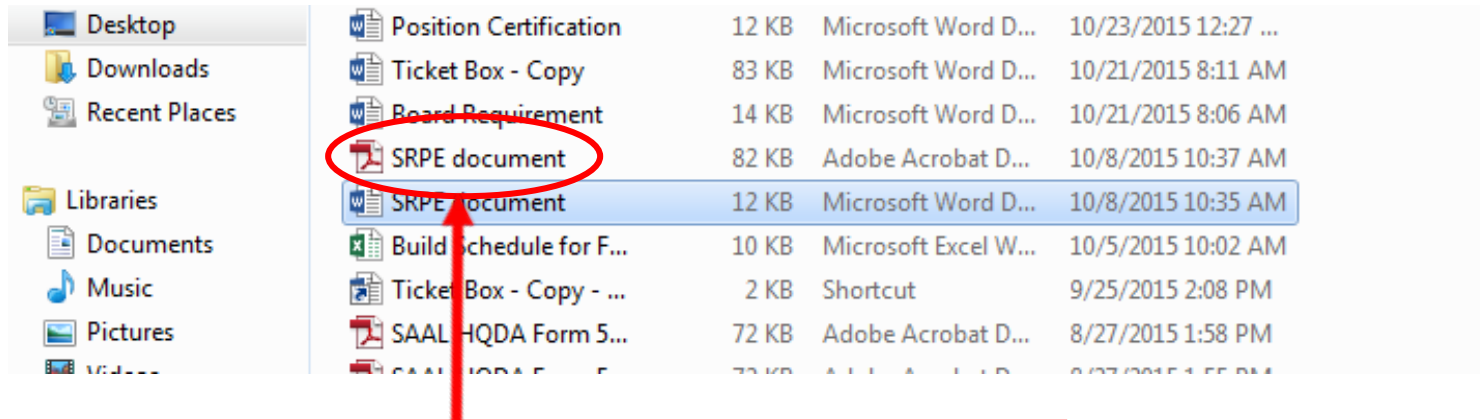 Desktop
Position Certification 12 KB Microsoft Word D... 10/23/2015 12:27 ...
Downloads
Ticket Box - Copy 83 KB Microsoft Word D... 10/21/2015 8:11 AM
Recent Places
Board Requirement 14 KB Microsoft Word D... 10/21/2015 8:06 AM
SRPE document 82 KB Adobe Acrobat D... 10/8/2015 10:37 AM
Libraries
SRPE document 12 KB Microsoft Word D... 10/8/2015 10:35 AM
Documents
Build Schedule for F... 10 KB Microsoft Excel W... 10/5/2015 10:02 AM
Music
Ticket Box - Copy - ... 2 KB Shortcut 9/25/2015 2:08 PM
Pictures
SAAL HQDA Form 5... 72 KB Adobe Acrobat D... 8/27/2015 1:58 PM